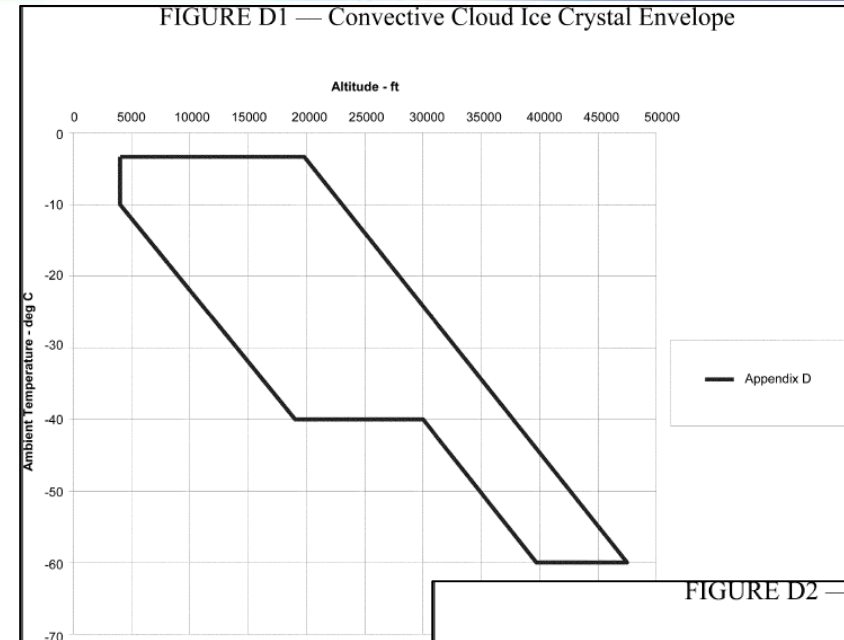 FIGURE D1 — Convective Cloud Ice Crystal Envelope
Altitude - ft
0 5000 10000 15000 20000 25000 30000 35000 40000 45000 50000
0
-10
-20
-30
-40
-50
-60
-70
Ambient Temperature - deg C
Appendix D
FIGURE D2 —